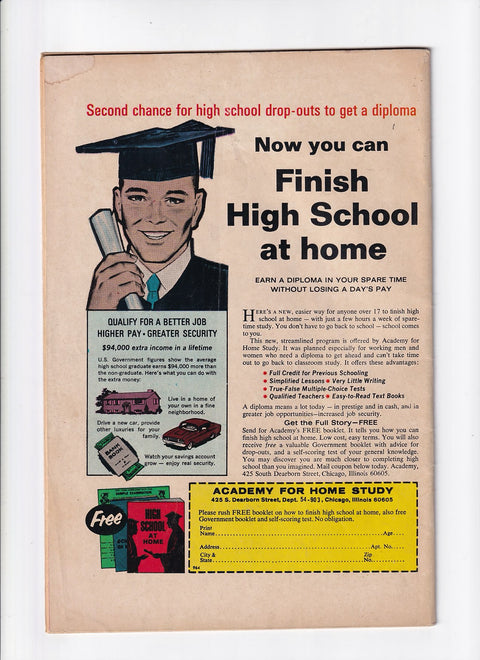 Second chance for high school drop-outs to get a diploma
Now you can
Finish
High School
at home
EARN A DIPLOMA IN YOUR SPARE TIME
WITHOUT LOSING A DAY'S PAY
QUALIFY FOR A BETTER JOB
HIGHER PAY · GREATER SECURITY
$94,000 extra income in a lifetime
U.S. Government figures show the average
high school graduate earns $94,000 more than
the non-graduate. Here's what you can do with
the extra money:
Live in a home of
your own in a fine
neighborhood.
Drive a new car, provide
other luxuries for your
family.
BANK
BOOK
Watch your savings account
grow — enjoy real security.
HERE'S A NEW, easier way for anyone over 17 to finish high
school at home — with just a few hours a week of spare-
time study. You don't have to go back to school — school comes
to you.
This new, streamlined program is offered by Academy for
Home Study. It was planned especially for working men and
women who need a diploma to get ahead and can't take time
out to go back to classroom study. It offers these advantages:
• Full Credit for Previous Schooling
• Simplified Lessons • Very Little Writing
• True-False Multiple-Choice Tests
• Qualified Teachers • Easy-to-Read Text Books
A diploma means a lot today — in prestige and in cash, and in
greater job opportunities—increased job security.
Get the Full Story—FREE
Send for Academy's FREE booklet. It tells you how you can
finish high school at home. Low cost, easy terms. You will also
receive free a valuable Government booklet with advice for
drop-outs, and a self-scoring test of your general knowledge.
You may discover you are much closer to completing high
school than you imagined. Mail coupon below today. Academy,
425 South Dearborn Street, Chicago, Illinois 60605.
Free
HIGH
SCHOOL
AT
HOME
ACADEMY FOR HOME STUDY
425 S. Dearborn Street, Dept. 54-903, Chicago, Illinois 60605
Please rush FREE booklet on how to finish high school at home, also free
Government booklet and self-scoring test. No obligation.
Print
Name Age
Address Apt. No.
City & Zip
State No.